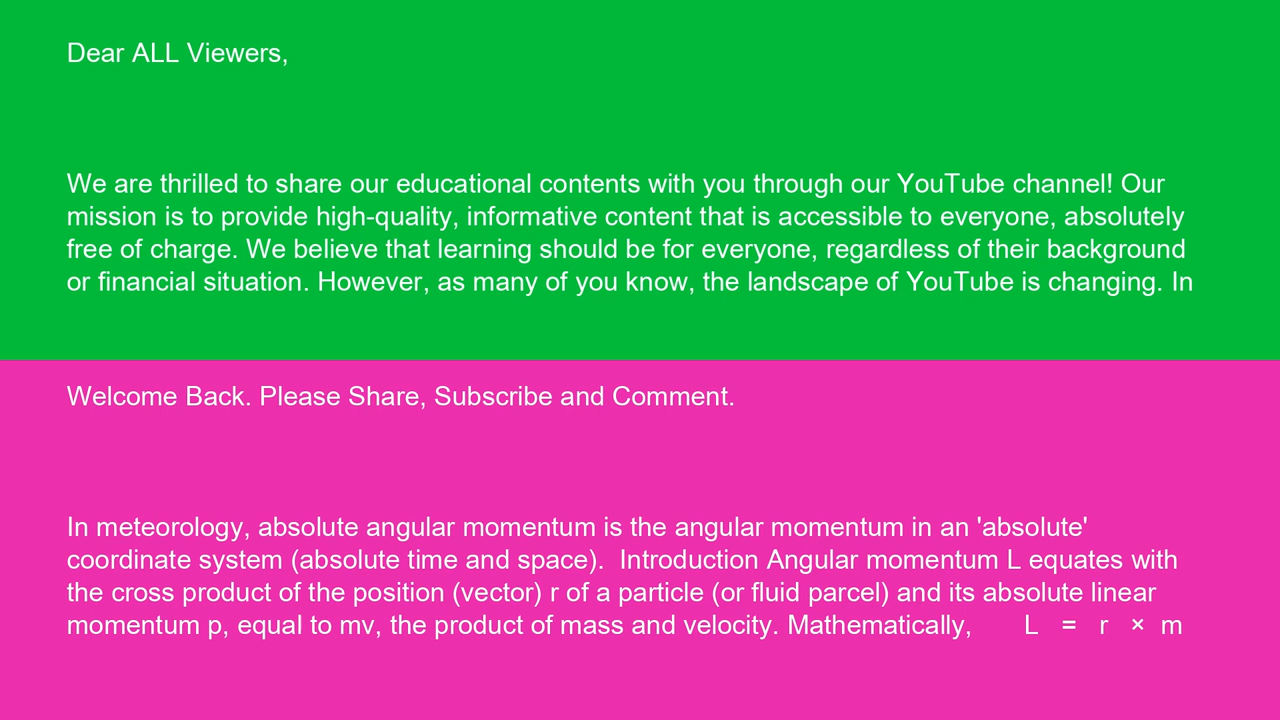 Dear ALL Viewers,
We are thrilled to share our educational contents with you through our YouTube channel! Our
mission is to provide high-quality, informative content that is accessible to everyone, absolutely
free of charge. We believe that learning should be for everyone, regardless of their background
or financial situation. However, as many of you know, the landscape of YouTube is changing. In
Welcome Back. Please Share, Subscribe and Comment.
In meteorology, absolute angular momentum is the angular momentum in an 'absolute'
coordinate system (absolute time and space).  Introduction Angular momentum L equates with
the cross product of the position (vector) r of a particle (or fluid parcel) and its absolute linear
momentum p, equal to mv, the product of mass and velocity. Mathematically,  L = r × m